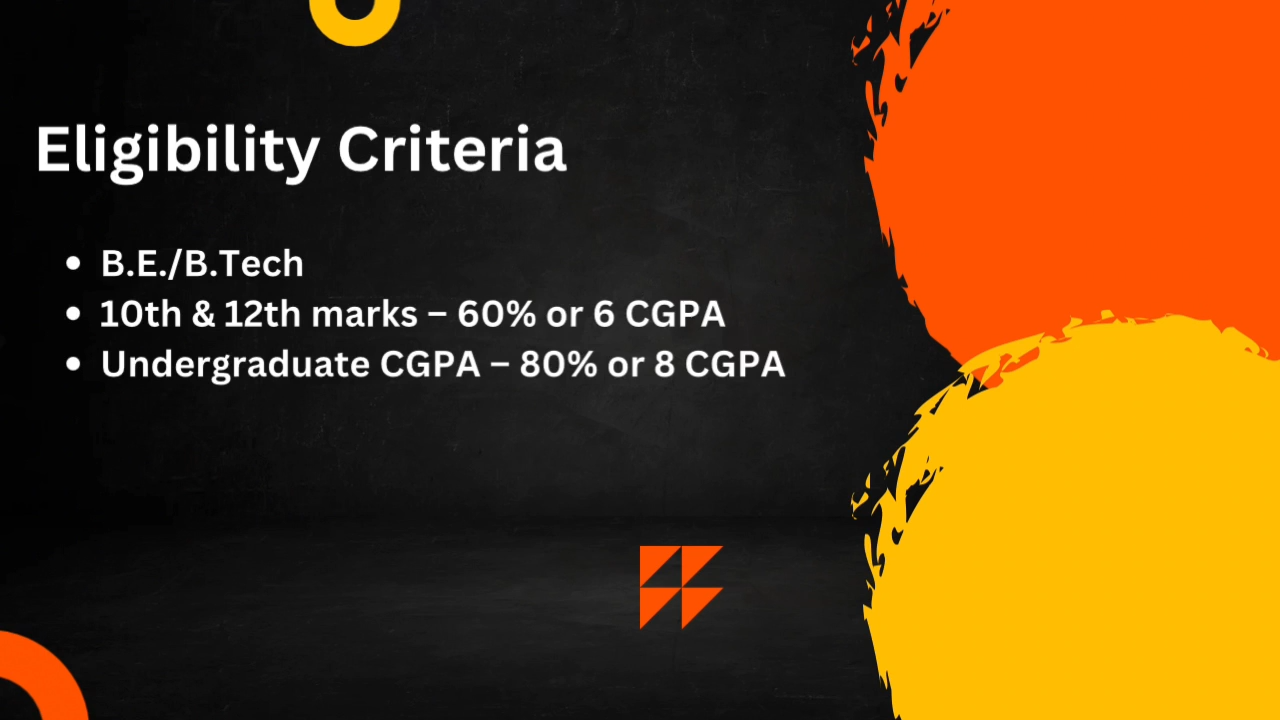 Eligibility Criteria
• B.E./B.Tech
• 10th & 12th marks – 60% or 6 CGPA
• Undergraduate CGPA – 80% or 8 CGPA